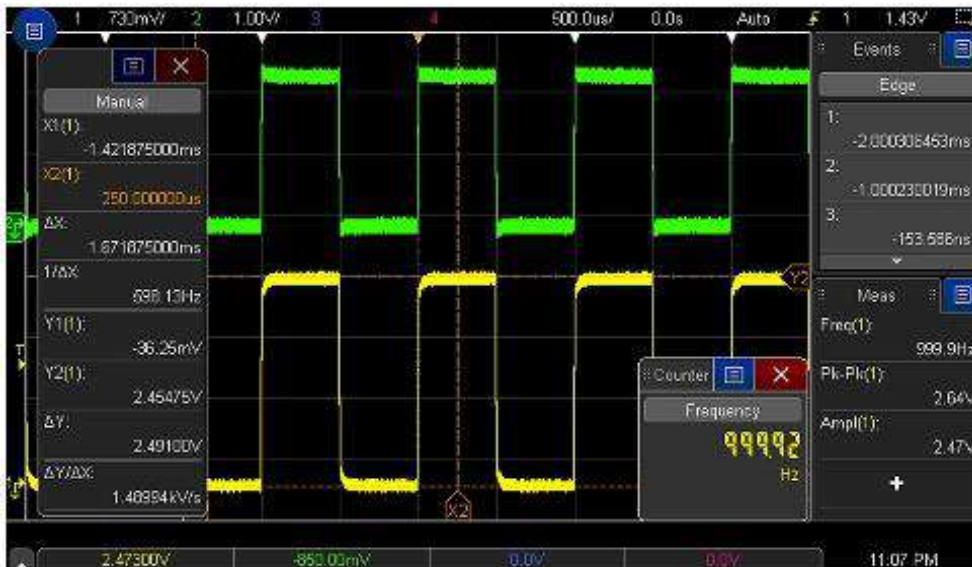 1 730mV/ 2 1.00V/ 3 4 500.0us/ 0.0s Auto 1 1.43V
Events
Edge
1:
-2.000306453ms
2:
-1.000230019ms
3:
-153.586ns
Manual
X1(1):
-1.421875000ms
X2(1):
250.000000us
ΔX:
1.671875000ms
1/ΔX:
598.13Hz
Y1(1):
-36.25mV
Y2(1):
2.45475V
ΔY:
2.49100V
ΔY/ΔX:
1.48994kV/s
Y2
X2
T
Counter
Frequency
999.92
Hz
Meas
Freq(1):
999.9Hz
Pk-Pk(1):
2.64V
Ampl(1):
2.47V
+
2.47300V -850.00mV 0.0V 0.0V 11:07 PM